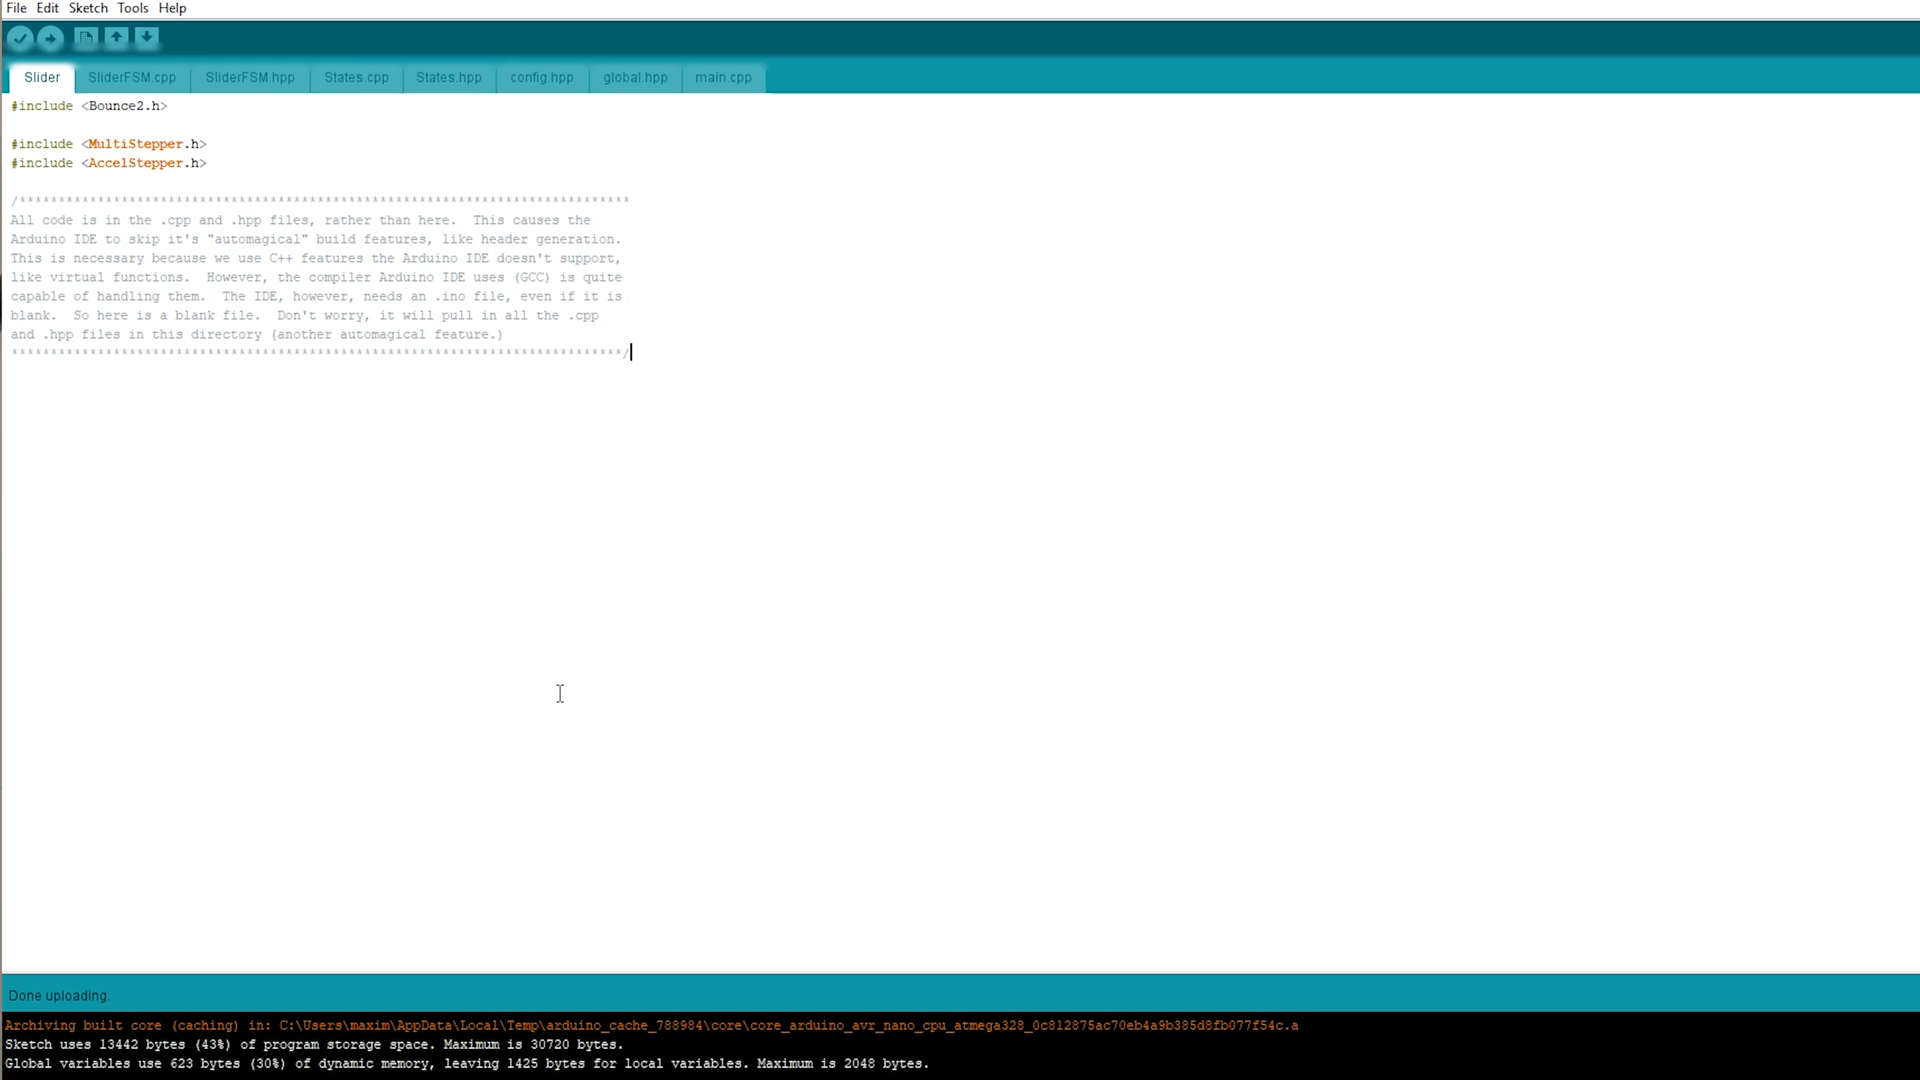 File Edit Sketch Tools Help
Slider SliderFSM.cpp SliderFSM.hpp States.cpp States.hpp config.hpp global.hpp main.cpp
#include <Bounce2.h>
#include <MultiStepper.h>
#include <AccelStepper.h>
/******************************************************************************
All code is in the .cpp and .hpp files, rather than here.  This causes the
Arduino IDE to skip it's "automagical" build features, like header generation.
This is necessary because we use C++ features the Arduino IDE doesn't support,
like virtual functions.  However, the compiler Arduino IDE uses (GCC) is quite
capable of handling them.  The IDE, however, needs an .ino file, even if it is
blank.  So here is a blank file.  Don't worry, it will pull in all the .cpp
and .hpp files in this directory (another automagical feature.)
******************************************************************************/
Done uploading.
Archiving built core (caching) in: C:\Users\maxim\AppData\Local\Temp\arduino_cache_788984\core\core_arduino_avr_nano_cpu_atmega328_0c812875ac70eb4a9b385d8fb077f54c.a
Sketch uses 13442 bytes (43%) of program storage space. Maximum is 30720 bytes.
Global variables use 623 bytes (30%) of dynamic memory, leaving 1425 bytes for local variables. Maximum is 2048 bytes.